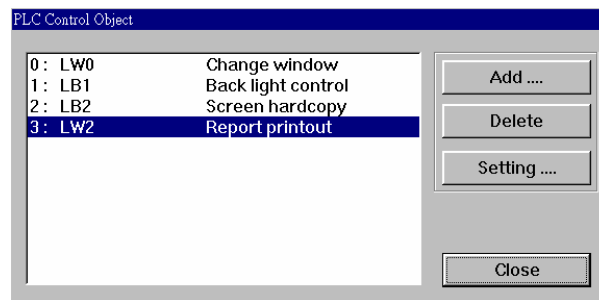 PLC Control Object
0 : LW0 Change window
1 : LB1 Back light control
2 : LB2 Screen hardcopy
3 : LW2 Report printout
Add ....
Delete
Setting ....
Close